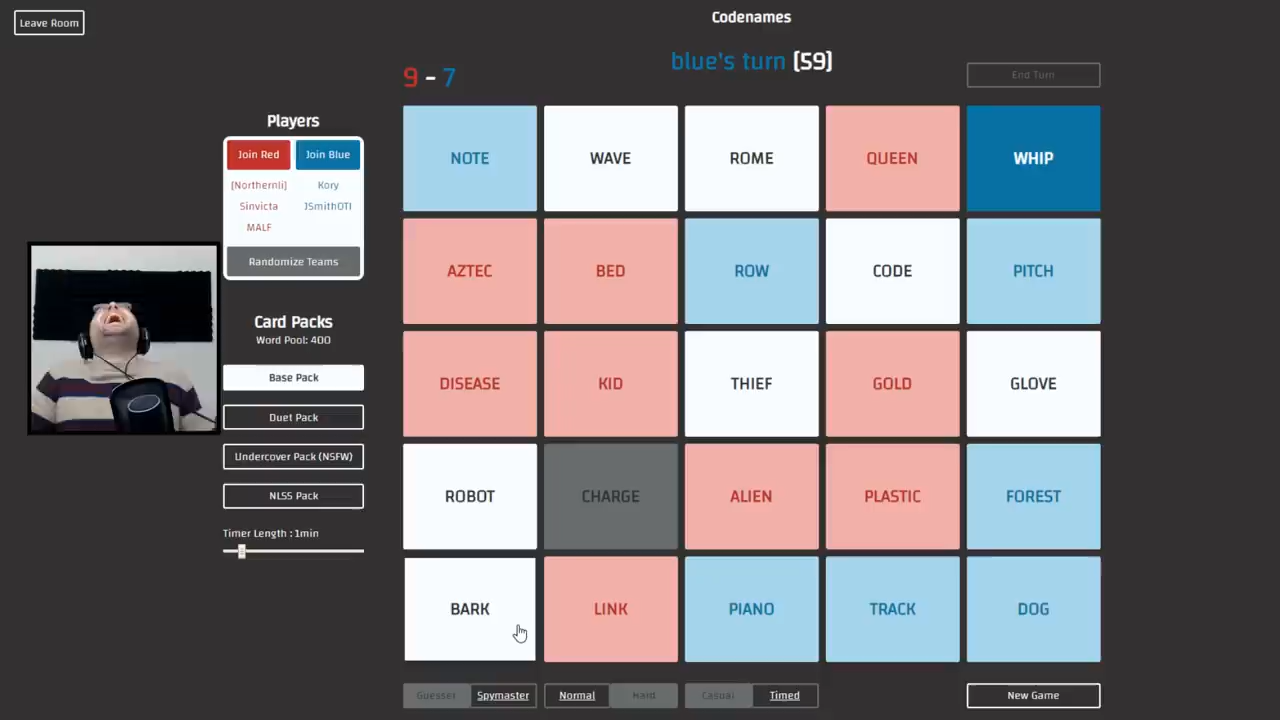 Leave Room
Codenames
blue's turn [59]
9 - 7
End Turn
Players
Join Red
Join Blue
[Northernli]
Kory
Sinvicta
JSmithOTI
MALF
Randomize Teams
Card Packs
Word Pool: 400
Base Pack
Duet Pack
Undercover Pack (NSFW)
NLSS Pack
Timer Length : 1min
NOTE WAVE ROME QUEEN WHIP
AZTEC BED ROW CODE PITCH
DISEASE KID THIEF GOLD GLOVE
ROBOT CHARGE ALIEN PLASTIC FOREST
BARK LINK PIANO TRACK DOG
Guesser Spymaster Normal Hard Casual Timed New Game